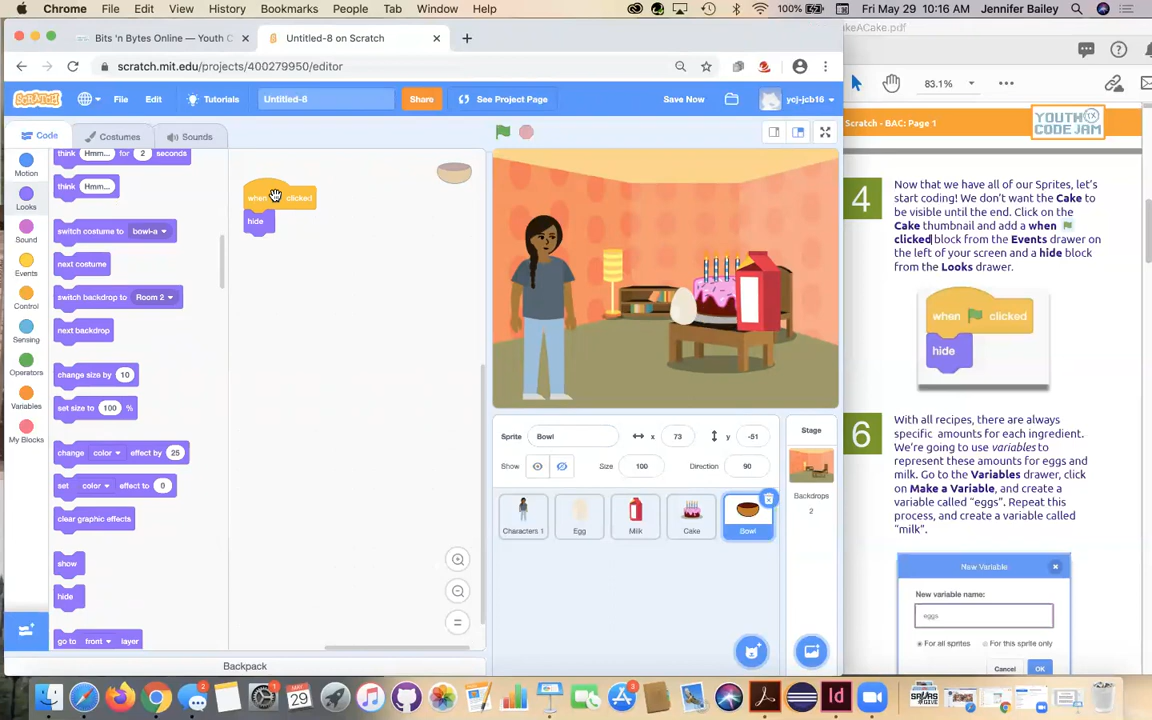 Chrome File Edit View History Bookmarks People Tab Window Help 100% Fri May 29 10:16 AM Jennifer Bailey
Bits 'n Bytes Online — Youth C
Untitled-8 on Scratch
akeACake.pdf
scratch.mit.edu/projects/400279950/editor
83.1%
SCRATCH File Edit Tutorials Untitled-8 Share See Project Page Save Now ycj-jcb16
Scratch - BAC: Page 1
YOUTH
CODE JAM
Code Costumes Sounds
Motion
Looks
Sound
Events
Control
Sensing
Operators
Variables
My Blocks
think Hmm... for 2 seconds
think Hmm...
switch costume to bowl-a
next costume
switch backdrop to Room 2
next backdrop
change size by 10
set size to 100 %
change color effect by 25
set color effect to 0
clear graphic effects
show
hide
go to front layer
when clicked
hide
Backpack
Sprite Bowl x 73 y -51
Show Size 100 Direction 90
Characters 1 Egg Milk Cake Bowl
Stage
Backdrops
2
4
Now that we have all of our Sprites, let's
start coding! We don't want the Cake to
be visible until the end. Click on the
Cake thumbnail and add a when
clicked block from the Events drawer on
the left of your screen and a hide block
from the Looks drawer.
when clicked
hide
6
With all recipes, there are always
specific amounts for each ingredient.
We're going to use variables to
represent these amounts for eggs and
milk. Go to the Variables drawer, click
on Make a Variable, and create a
variable called "eggs". Repeat this
process, and create a variable called
"milk".
New Variable
New variable name:
eggs
For all sprites For this sprite only
Cancel OK